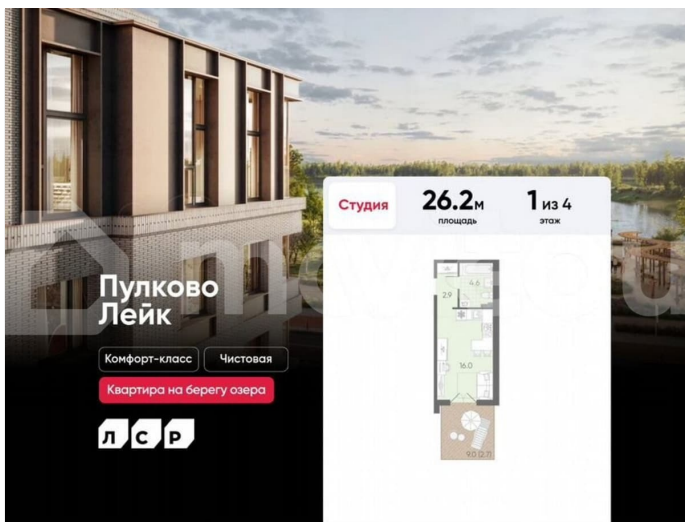 Студия
26.2м
площадь
1 из 4
этаж
Пулково
Лейк
Комфорт-класс
Чистовая
Квартира на берегу озера
ЛСР
4.6
2.9
16.0
9.0 (2.7)